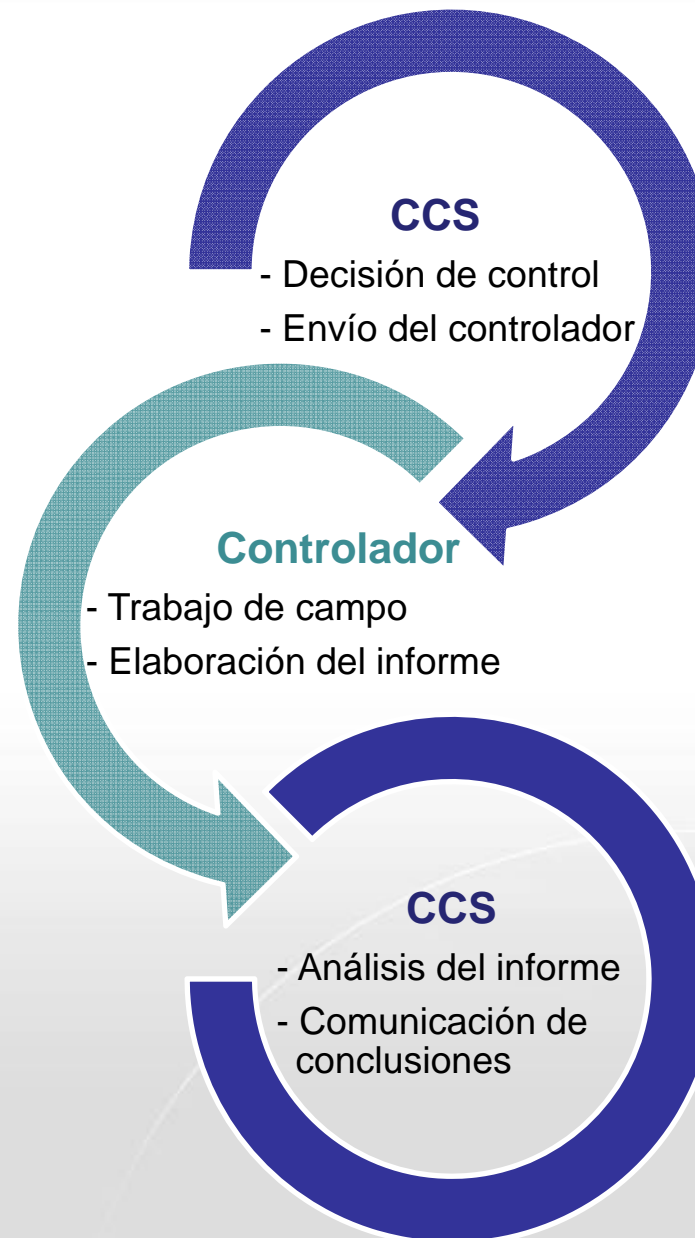 CCS
- Decisión de control
- Envío del controlador
Controlador
- Trabajo de campo
- Elaboración del informe
CCS
- Análisis del informe
- Comunicación de
conclusiones